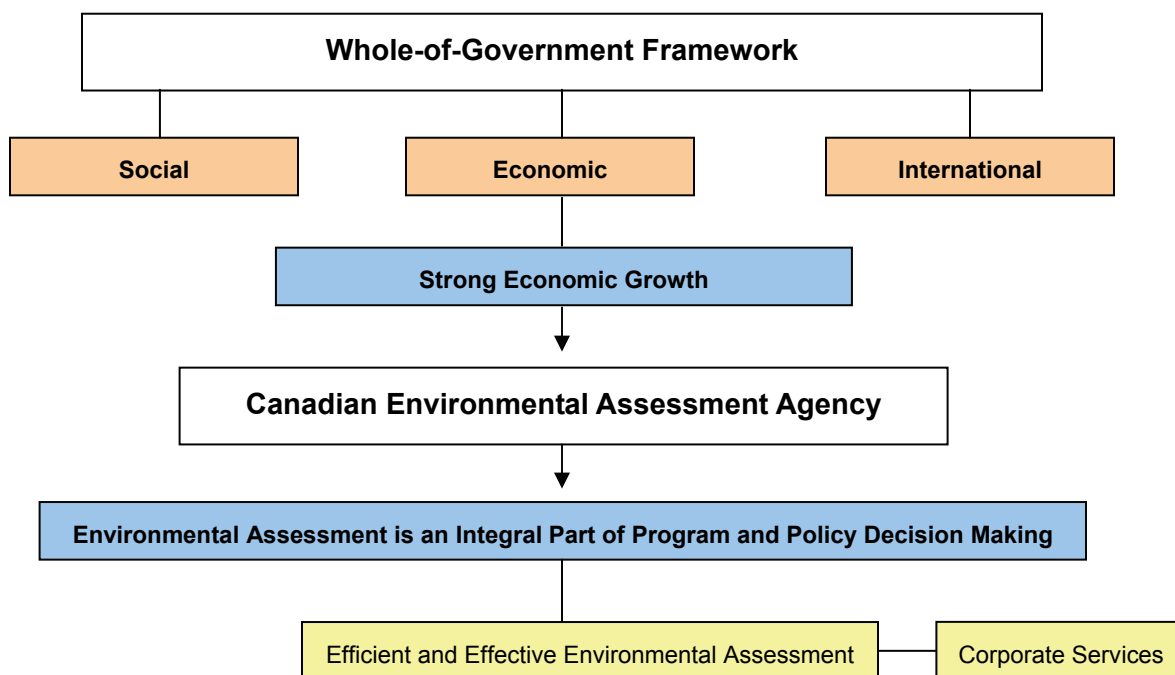 Whole-of-Government Framework
Social
Economic
International
Strong Economic Growth
Canadian Environmental Assessment Agency
Environmental Assessment is an Integral Part of Program and Policy Decision Making
Efficient and Effective Environmental Assessment
Corporate Services